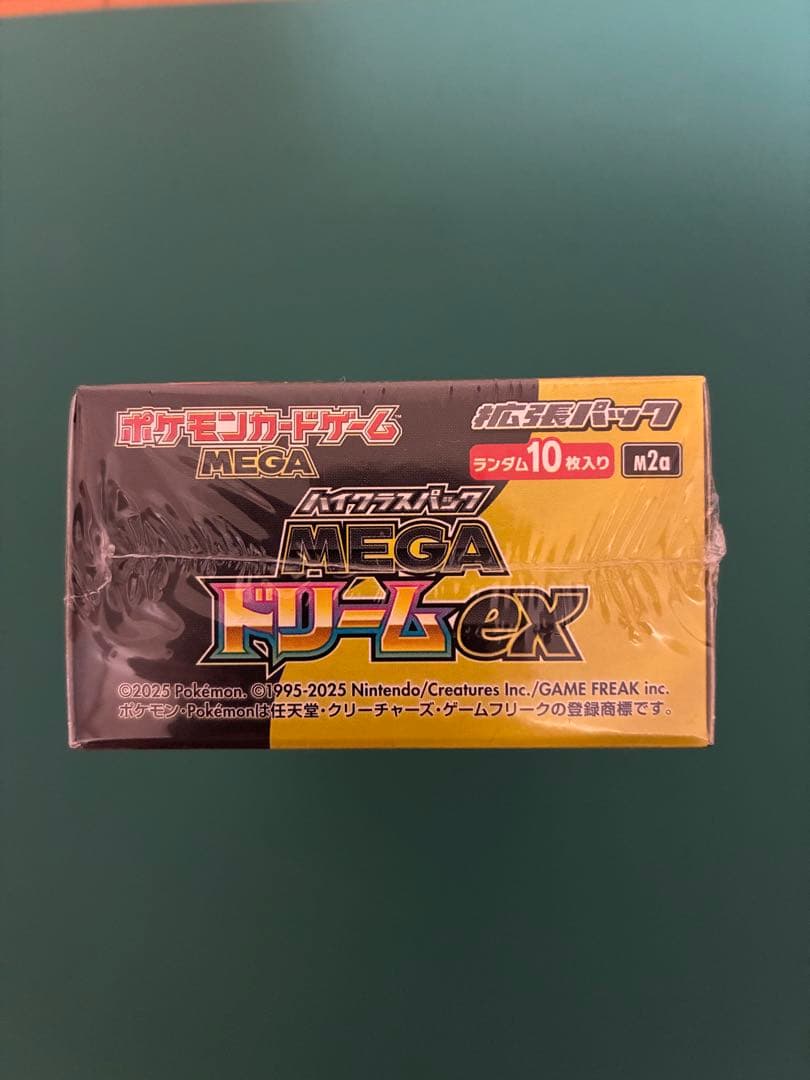 ポケモンカードゲーム™
MEGA
拡張パック
ランダム10枚入り
M2a
ハイクラスパック
MEGA
ドリームex
©2025 Pokémon. ©1995-2025 Nintendo/Creatures Inc./GAME FREAK inc.
ポケモン・Pokémonは任天堂・クリーチャーズ・ゲームフリークの登録商標です。